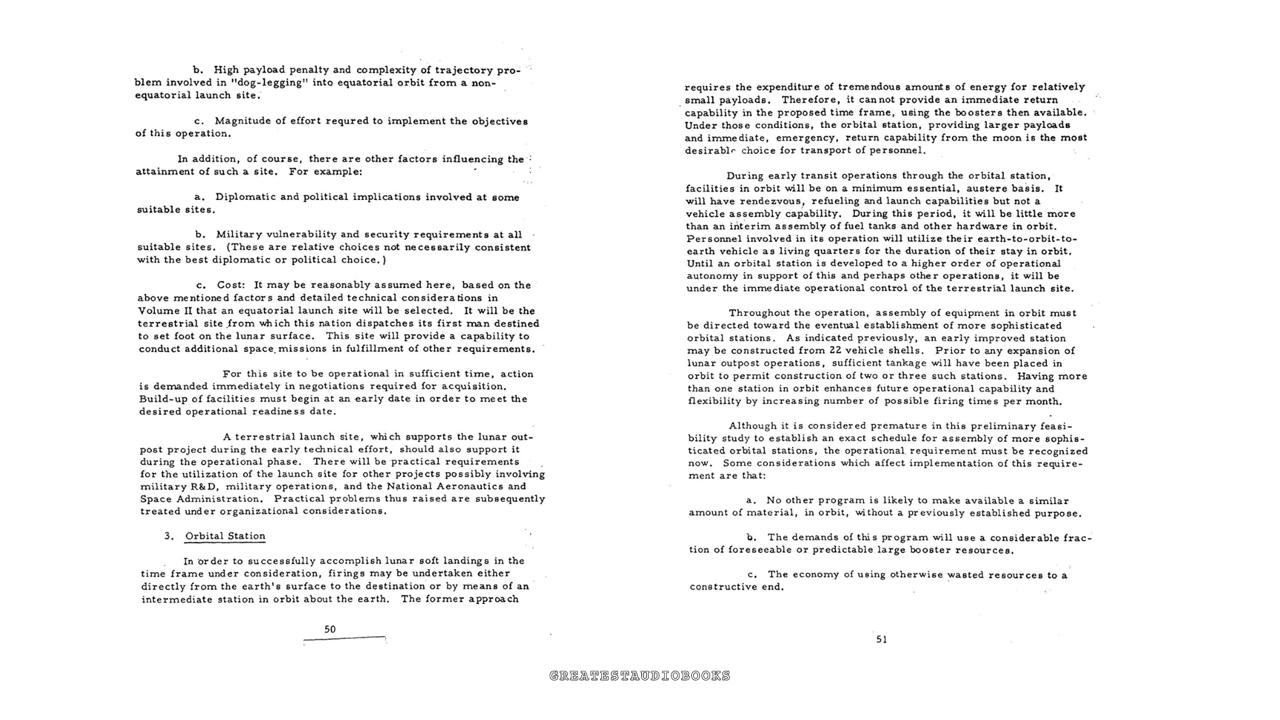 b. High payload penalty and complexity of trajectory pro-
blem involved in "dog-legging" into equatorial orbit from a non-
equatorial launch site.
c. Magnitude of effort requred to implement the objectives
of this operation.
In addition, of course, there are other factors influencing the
attainment of such a site. For example:
a. Diplomatic and political implications involved at some
suitable sites.
b. Military vulnerability and security requirements at all
suitable sites. (These are relative choices not necessarily consistent
with the best diplomatic or political choice.)
c. Cost: It may be reasonably assumed here, based on the
above mentioned factors and detailed technical considerations in
Volume II that an equatorial launch site will be selected. It will be the
terrestrial site from which this nation dispatches its first man destined
to set foot on the lunar surface. This site will provide a capability to
conduct additional space missions in fulfillment of other requirements.
For this site to be operational in sufficient time, action
is demanded immediately in negotiations required for acquisition.
Build-up of facilities must begin at an early date in order to meet the
desired operational readiness date.
A terrestrial launch site, which supports the lunar out-
post project during the early technical effort, should also support it
during the operational phase. There will be practical requirements
for the utilization of the launch site for other projects possibly involving
military R&D, military operations, and the National Aeronautics and
Space Administration. Practical problems thus raised are subsequently
treated under organizational considerations.
3. Orbital Station
In order to successfully accomplish lunar soft landings in the
time frame under consideration, firings may be undertaken either
directly from the earth's surface to the destination or by means of an
intermediate station in orbit about the earth. The former approach
50
requires the expenditure of tremendous amounts of energy for relatively
small payloads. Therefore, it cannot provide an immediate return
capability in the proposed time frame, using the boosters then available.
Under those conditions, the orbital station, providing larger payloads
and immediate, emergency, return capability from the moon is the most
desirable choice for transport of personnel.
During early transit operations through the orbital station,
facilities in orbit will be on a minimum essential, austere basis. It
will have rendezvous, refueling and launch capabilities but not a
vehicle assembly capability. During this period, it will be little more
than an interim assembly of fuel tanks and other hardware in orbit.
Personnel involved in its operation will utilize their earth-to-orbit-to-
earth vehicle as living quarters for the duration of their stay in orbit.
Until an orbital station is developed to a higher order of operational
autonomy in support of this and perhaps other operations, it will be
under the immediate operational control of the terrestrial launch site.
Throughout the operation, assembly of equipment in orbit must
be directed toward the eventual establishment of more sophisticated
orbital stations. As indicated previously, an early improved station
may be constructed from 22 vehicle shells. Prior to any expansion of
lunar outpost operations, sufficient tankage will have been placed in
orbit to permit construction of two or three such stations. Having more
than one station in orbit enhances future operational capability and
flexibility by increasing number of possible firing times per month.
Although it is considered premature in this preliminary feasi-
bility study to establish an exact schedule for assembly of more sophis-
ticated orbital stations, the operational requirement must be recognized
now. Some considerations which affect implementation of this require-
ment are that:
a. No other program is likely to make available a similar
amount of material, in orbit, without a previously established purpose.
b. The demands of this program will use a considerable frac-
tion of foreseeable or predictable large booster resources.
c. The economy of using otherwise wasted resources to a
constructive end.
51
GREATESTAUDIOBOOKS